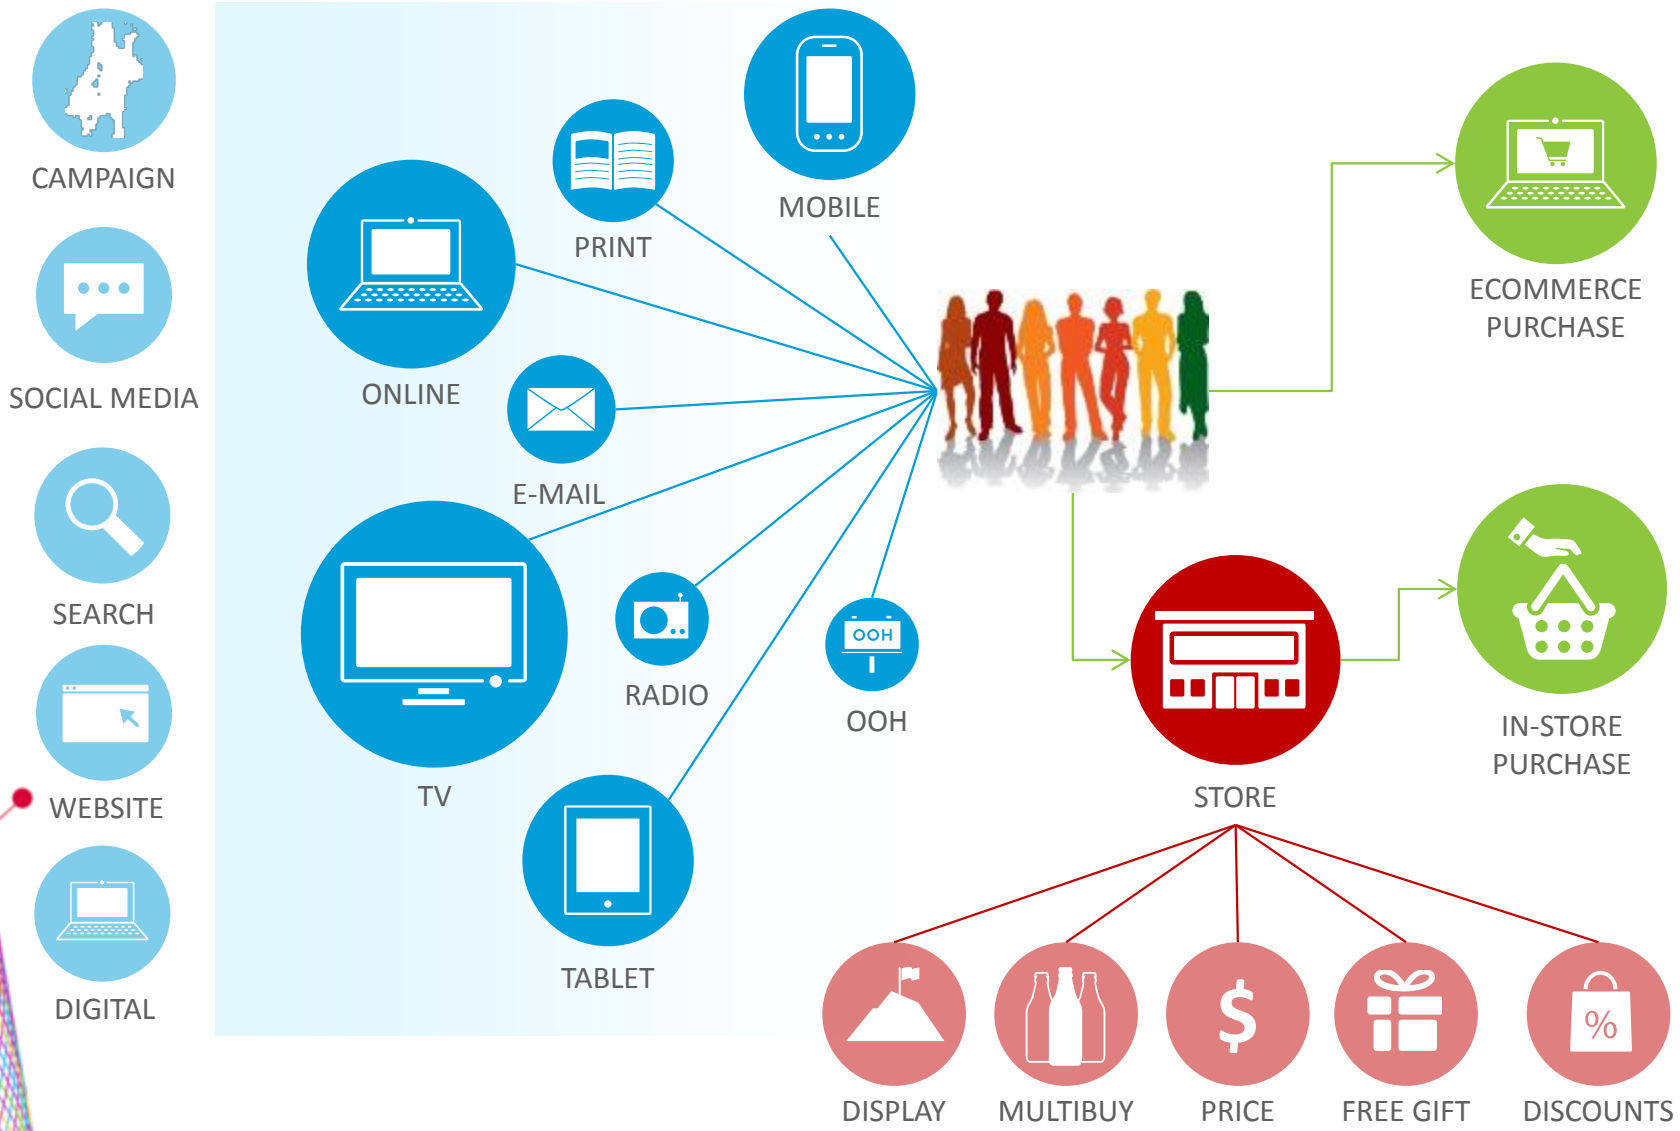 CAMPAIGN
SOCIAL MEDIA
SEARCH
WEBSITE
DIGITAL
PRINT
MOBILE
ONLINE
E-MAIL
TV
RADIO
OOH
OOH
TABLET
ECOMMERCE
PURCHASE
STORE
IN-STORE
PURCHASE
$
%
DISPLAY
MULTIBUY
PRICE
FREE GIFT
DISCOUNTS